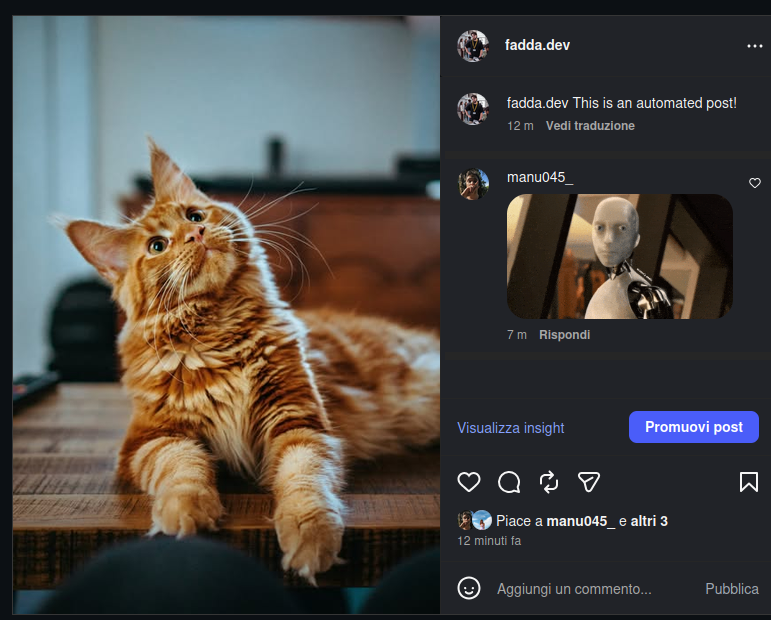 fadda.dev
fadda.dev This is an automated post!
12 m Vedi traduzione
manu045_
7 m Rispondi
Visualizza insight
Promuovi post
Piace a manu045_ e altri 3
12 minuti fa
Aggiungi un commento... Pubblica